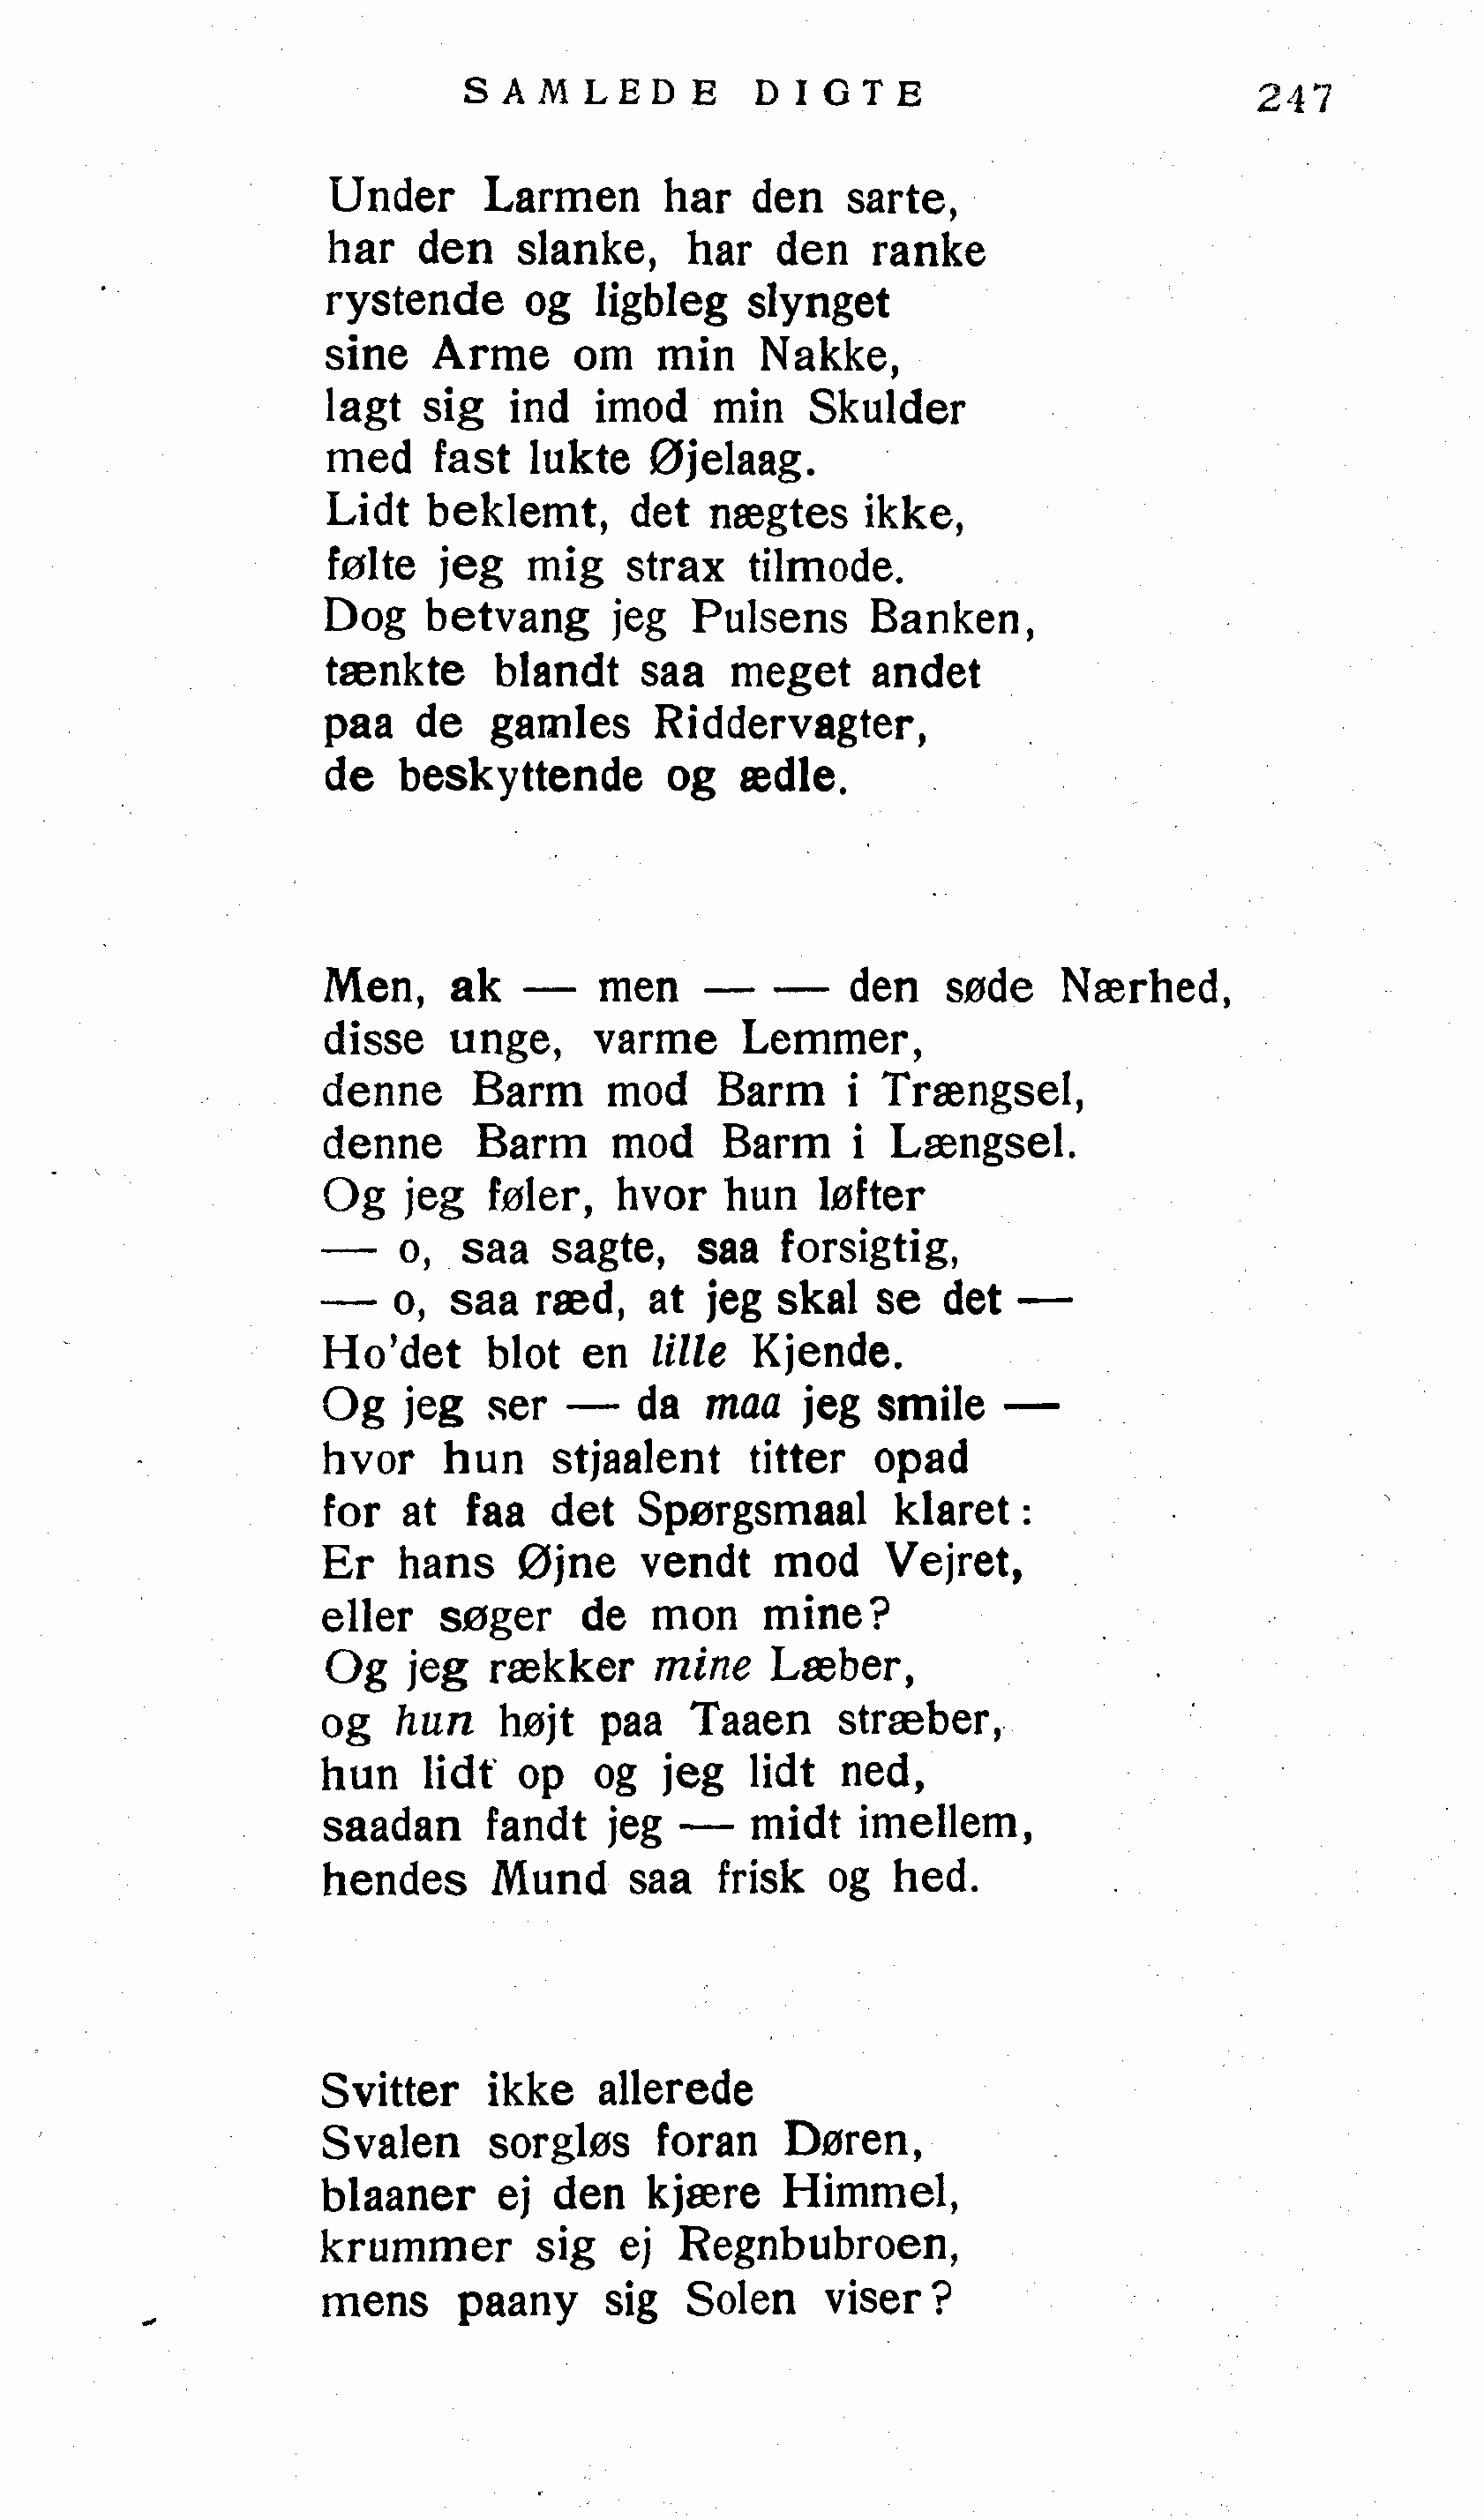 SAMLEDE DIGTE 247
Under Larmen har den sarte,
har den slanke, har den ranke
rystende og ligbleg slynget
sine Arme om min Nakke,
lagt sig ind imod min Skulder
med fast lukte Øjelaag.
Lidt beklemt, det nægtes ikke,
følte jeg mig strax tilmode.
Dog betvang jeg Pulsens Banken,
tænkte blandt saa meget andet
paa de gamles Riddervagter,
de beskyttende og ædle.
Men, ak — men — — den søde Nærhed,
disse unge, varme Lemmer,
denne Barm mod Barm i Trængsel,
denne Barm mod Barm i Længsel.
Og jeg føler, hvor hun løfter
— o, saa sagte, saa forsigtig,
— o, saa ræd, at jeg skal se det —
Ho'det blot en lille Kjende.
Og jeg ser — da maa jeg smile —
hvor hun stjaalent titter opad
for at faa det Spørgsmaal klaret:
Er hans Øjne vendt mod Vejret,
eller søger de mon mine?
Og jeg rækker mine Læber,
og hun højt paa Taaen stræber,
hun lidt op og jeg lidt ned,
saadan fandt jeg — midt imellem,
hendes Mund saa frisk og hed.
Svitter ikke allerede
Svalen sorgløs foran Døren,
blaaner ej den kjære Himmel,
krummer sig ej Regnbubroen,
mens paany sig Solen viser?